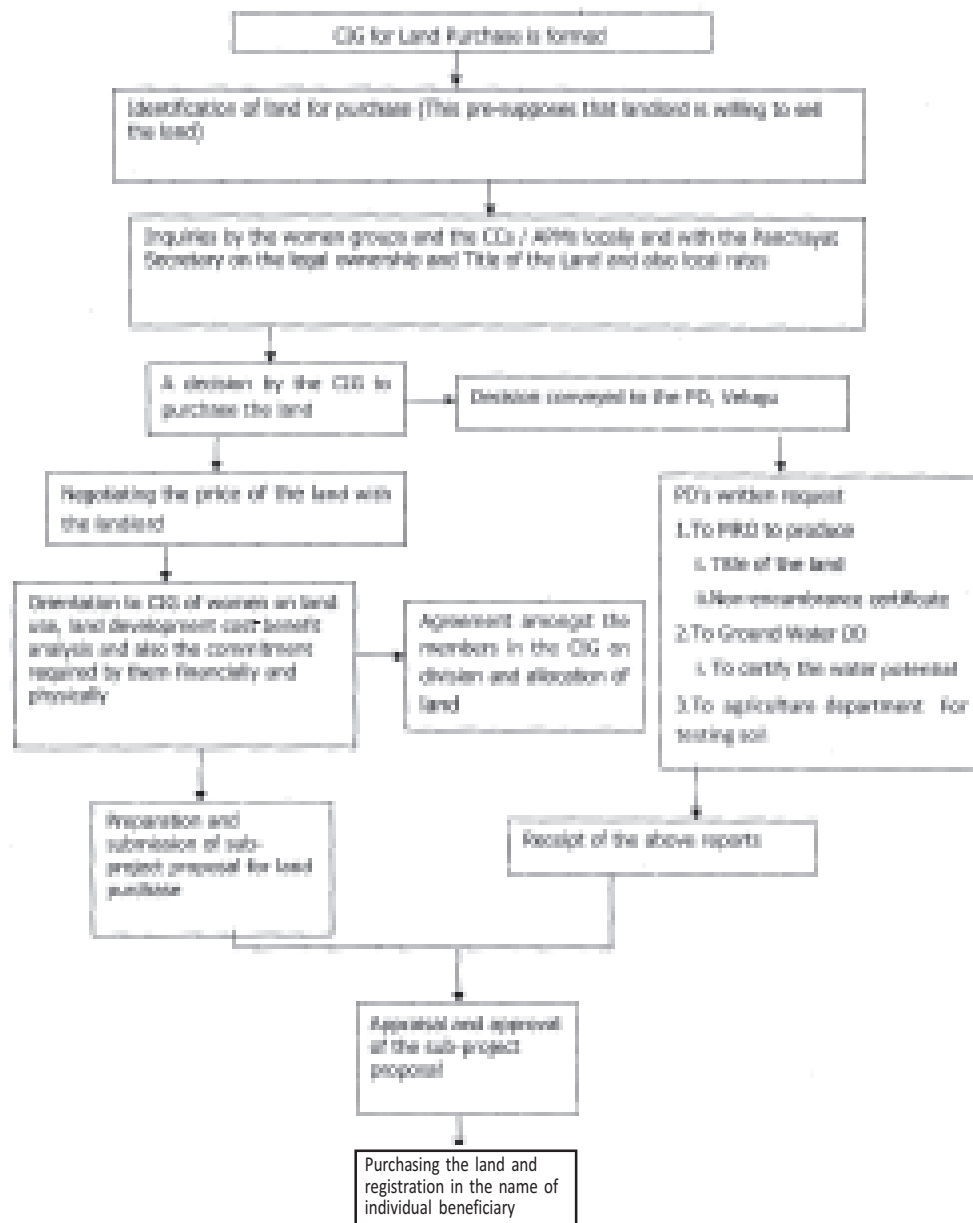 CIG for Land Purchase is formed
Identification of land for purchase (This pre-supposes that landlord is willing to sell
the land)
Inquiries by the women groups and the CCs / APMs locally and with the Panchayat
Secretary on the legal ownership and Title of the Land and also local rates
A decision by the CIG to
purchase the land
Decision conveyed to the PD, Velugu
Negotiating the price of the land with
the landlord
PD's written request
1.To MRO to produce
i. Title of the land
ii.Non-encumbrance certificate
2.To Ground Water DD
i. To certify the water potential
3.To agriculture department for
testing soil
Orientation to CIG of women on land
use, land development cost-benefit
analysis and also the commitment
required by them financially and
physically
Agreement amongst the
members in the CIG on
division and allocation of
land
Preparation and
submission of sub-
project proposal for land
purchase
Receipt of the above reports
Appraisal and approval
of the sub-project
proposal
Purchasing the land and
registration in the name of
individual beneficiary